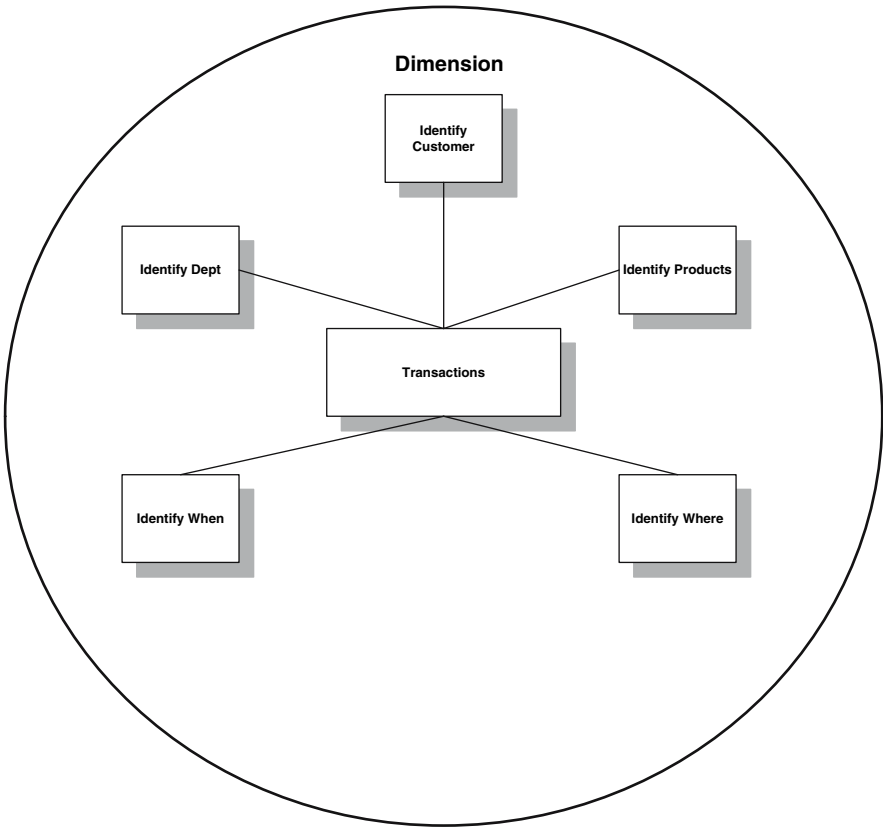 Dimension
Identify
Customer
Identify Dept
Identify Products
Transactions
Identify When
Identify Where